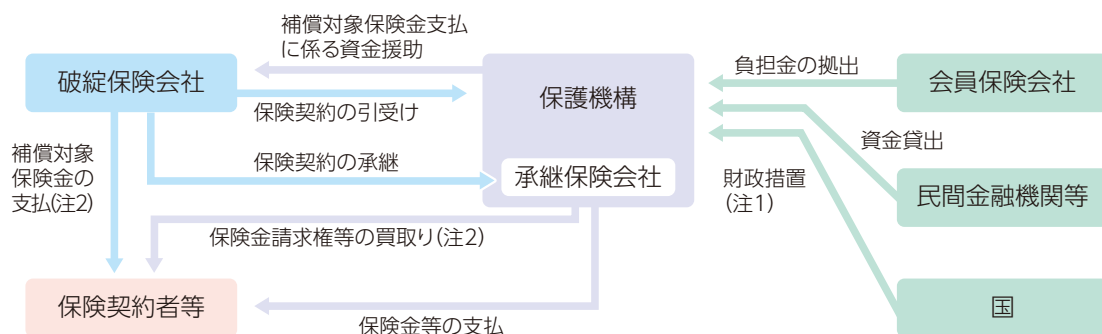 補償対象保険金支払
に係る資金援助
破綻保険会社
保険契約の引受け
保護機構
負担金の拠出
会員保険会社
資金貸出
補償対象
保険金の
支払(注2)
保険契約の承継
承継保険会社
財政措置
(注1)
民間金融機関等
保険金請求権等の買取り(注2)
保険契約者等
保険金等の支払
国